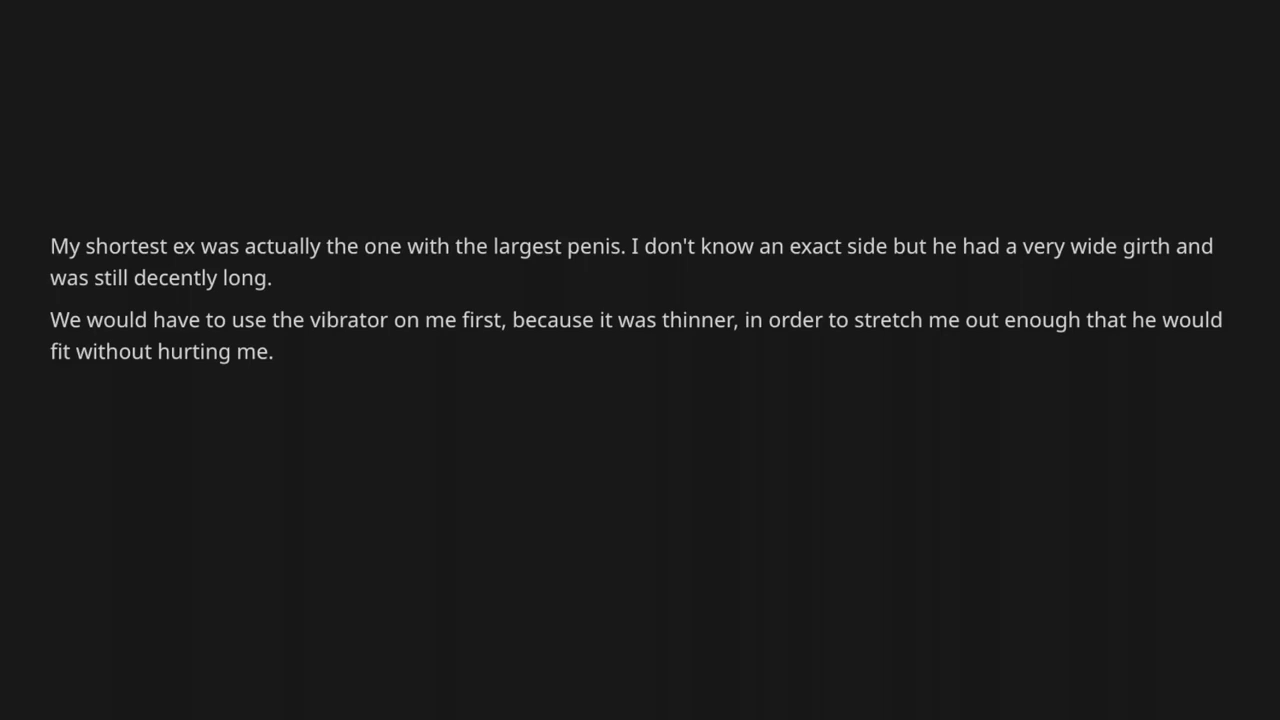 My shortest ex was actually the one with the largest penis. I don't know an exact side but he had a very wide girth and
was still decently long.
We would have to use the vibrator on me first, because it was thinner, in order to stretch me out enough that he would
fit without hurting me.